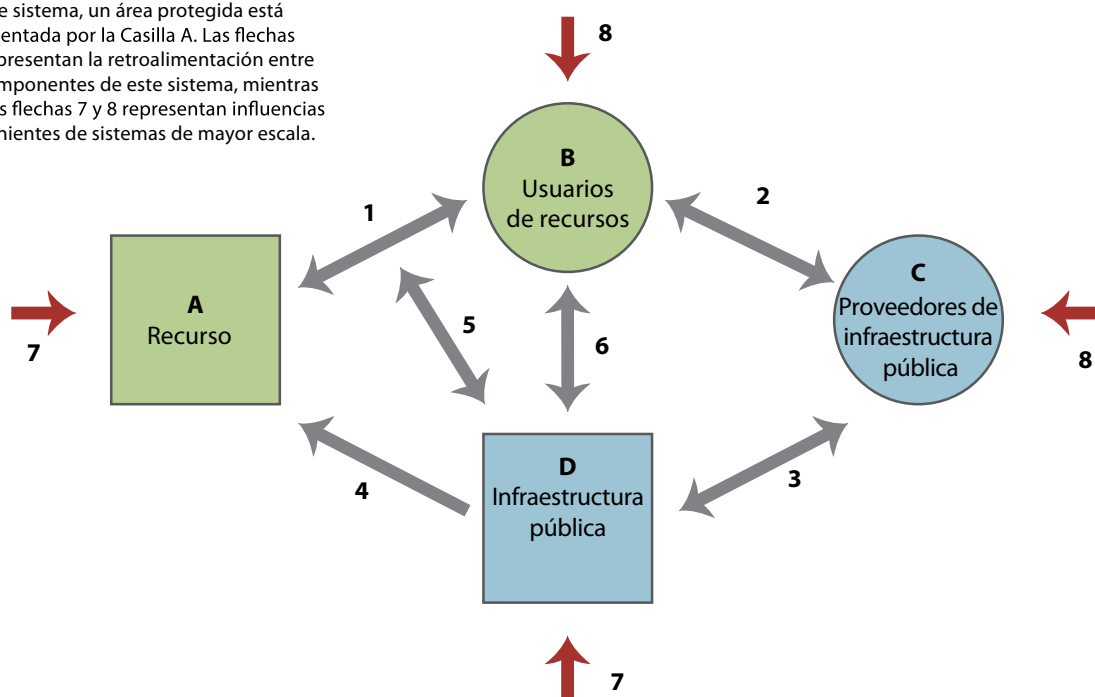 e sistema, un área protegida está
entada por la Casilla A. Las flechas
presentan la retroalimentación entre
mponentes de este sistema, mientras
s flechas 7 y 8 representan influencias
nientes de sistemas de mayor escala.
8
B
Usuarios
de recursos
1
2
A
Recurso
7
C
Proveedores de
infraestructura
pública
8
5
6
4
D
Infraestructura
pública
3
7